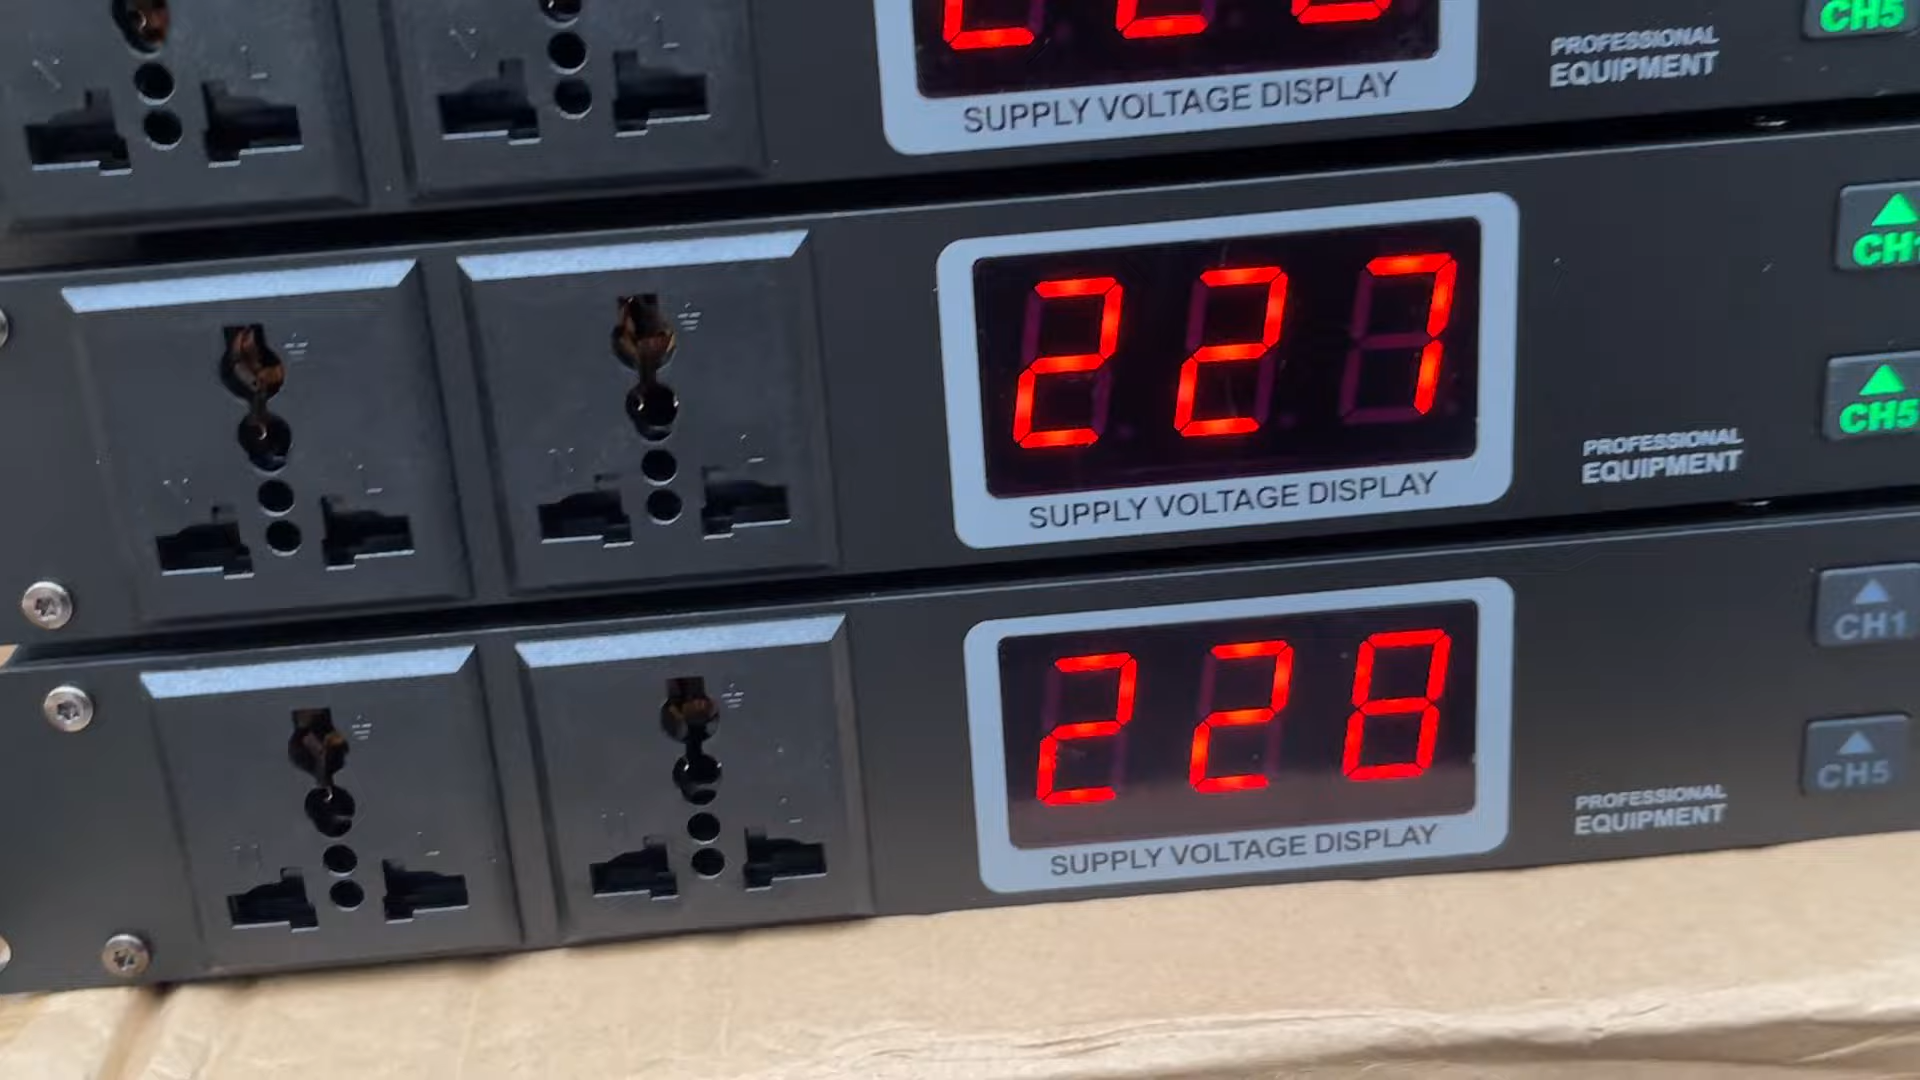 SUPPLY VOLTAGE DISPLAY
PROFESSIONAL
EQUIPMENT
CH5
227
SUPPLY VOLTAGE DISPLAY
PROFESSIONAL
EQUIPMENT
CH1
CH5
228
SUPPLY VOLTAGE DISPLAY
PROFESSIONAL
EQUIPMENT
CH1
CH5